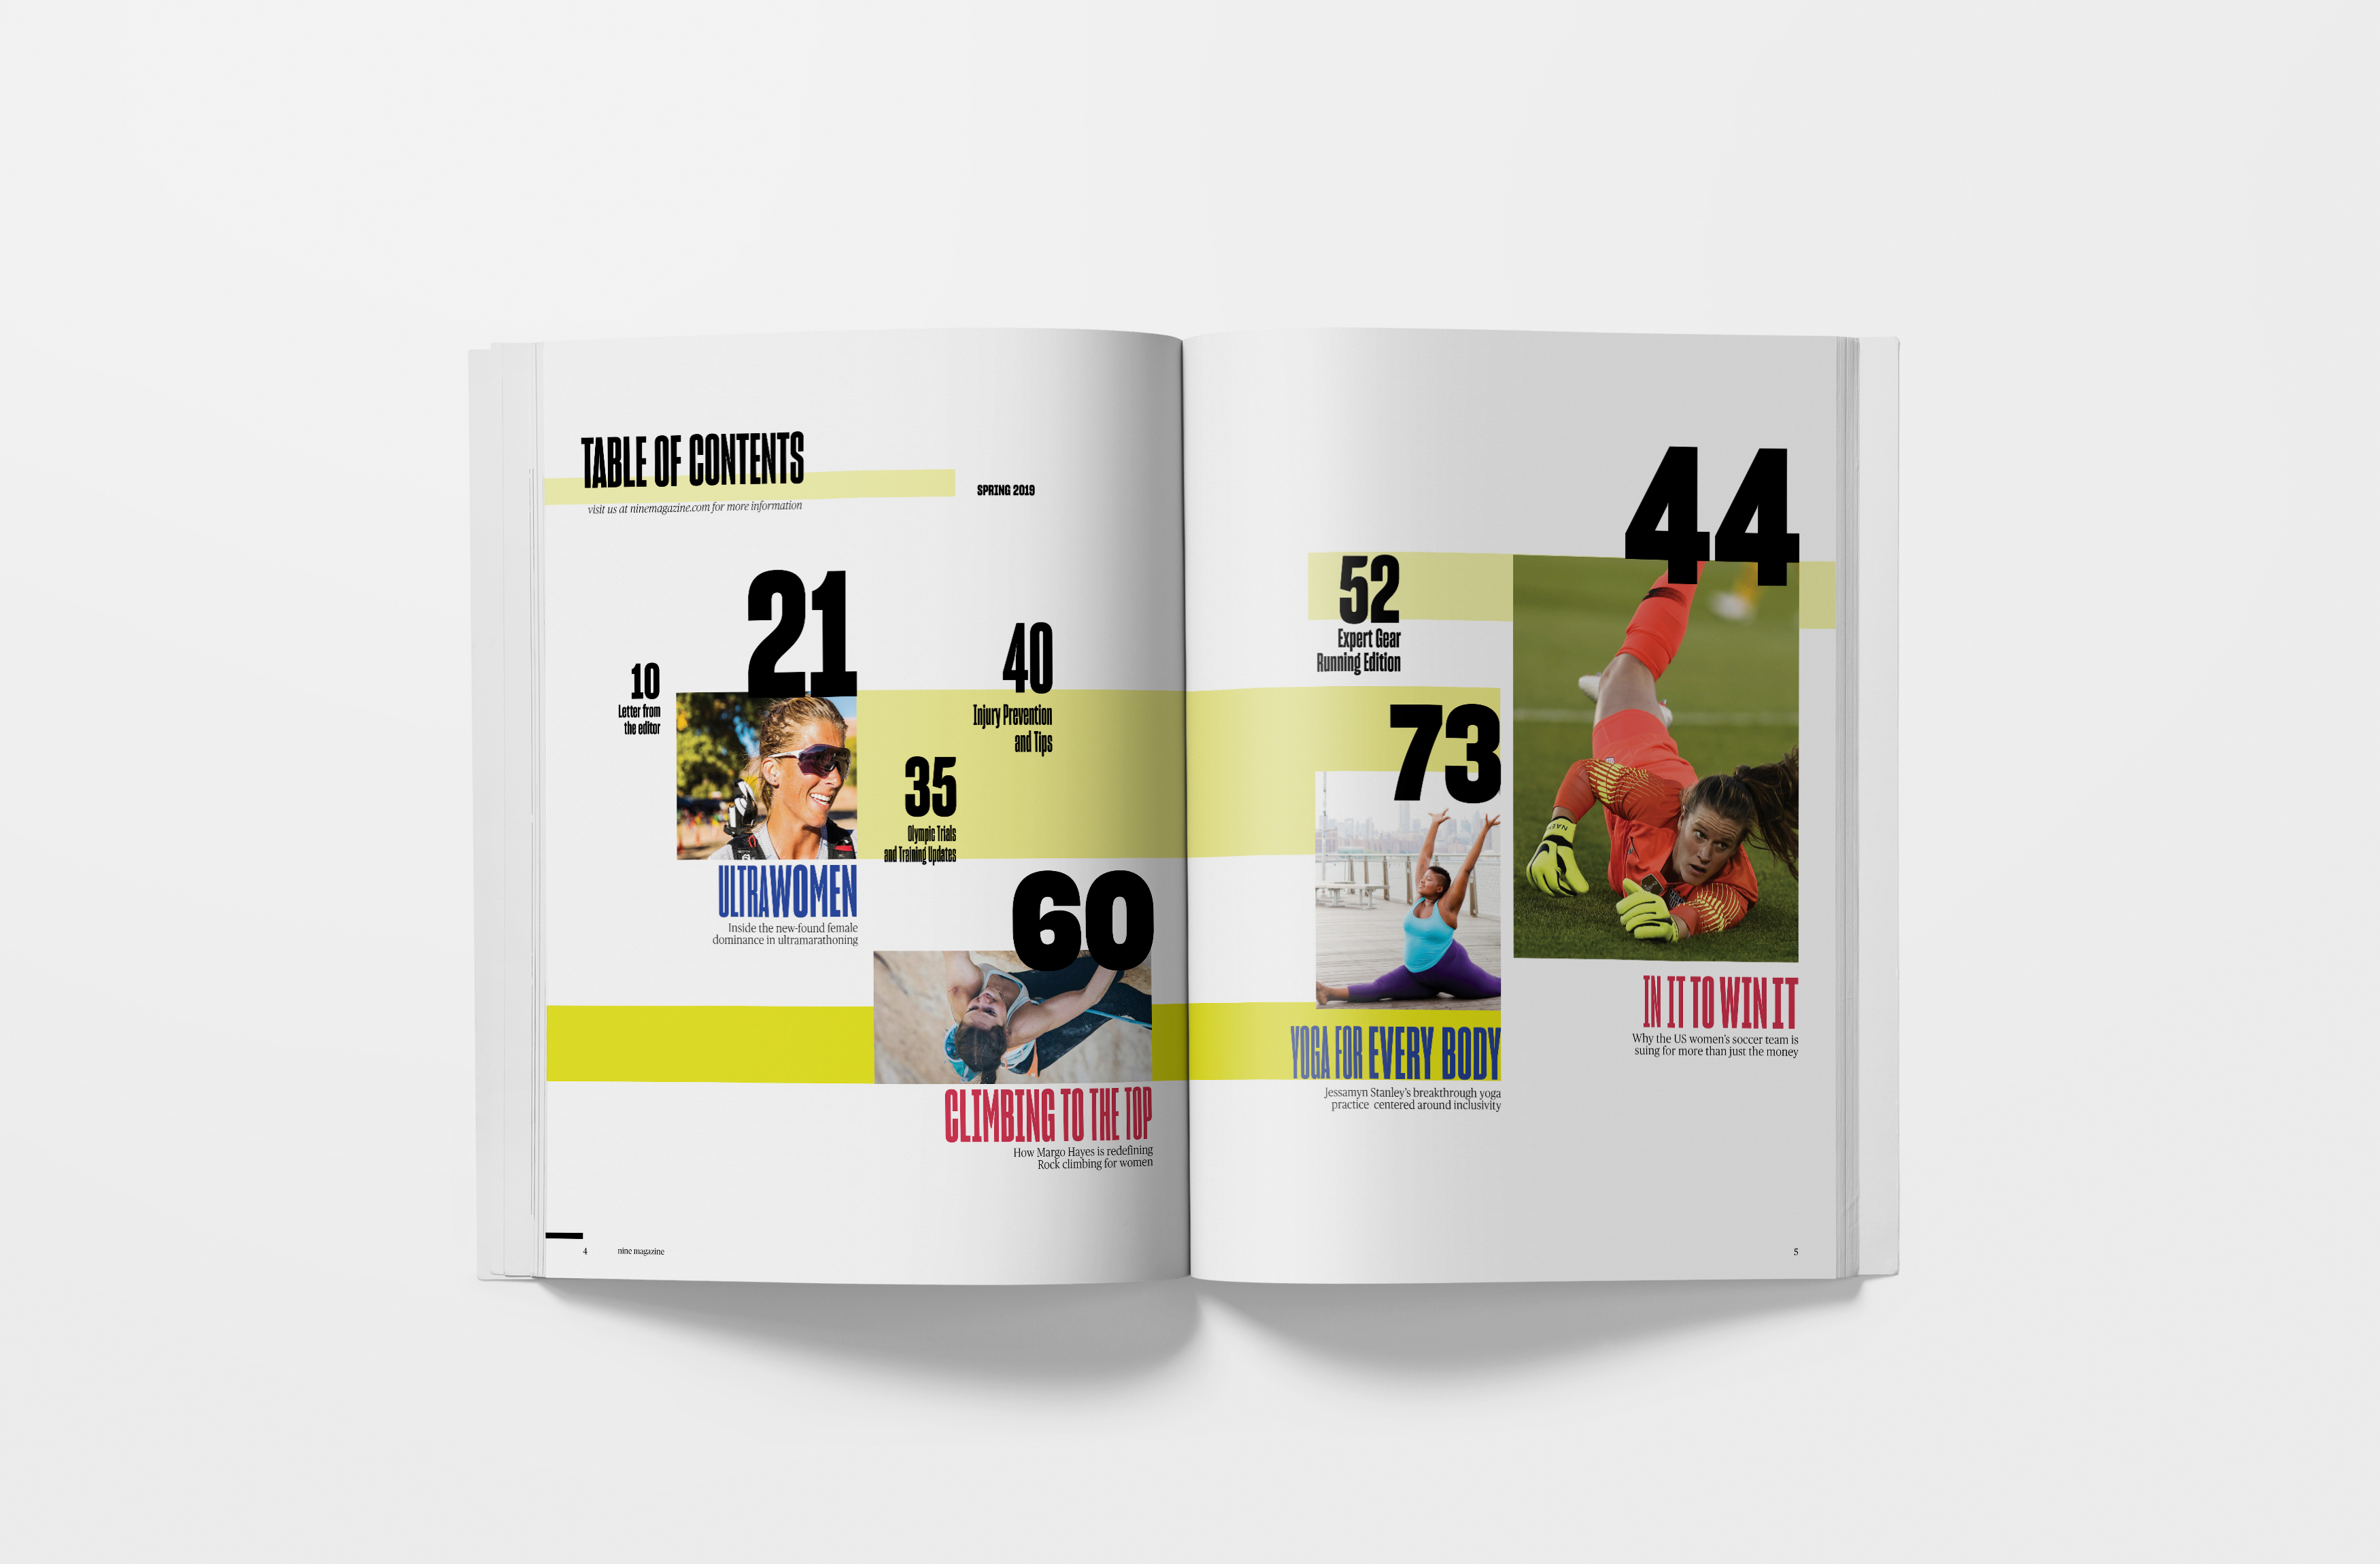 TABLE OF CONTENTS
visit us at ninemagazine.com for more information
SPRING 2019
10
Letter from
the editor
21
ULTRAWOMEN
Inside the new-found female
dominance in ultramarathoning
35
Olympic Trials
and Training Updates
40
Injury Prevention
and Tips
60
CLIMBING TO THE TOP
How Margo Hayes is redefining
Rock climbing for women
4
nine magazine
52
Expert Gear
Running Edition
73
YOGA FOR EVERY BODY
Jessamyn Stanley's breakthrough yoga
practice centered around inclusivity
44
IN IT TO WIN IT
Why the US women's soccer team is
suing for more than just the money
5